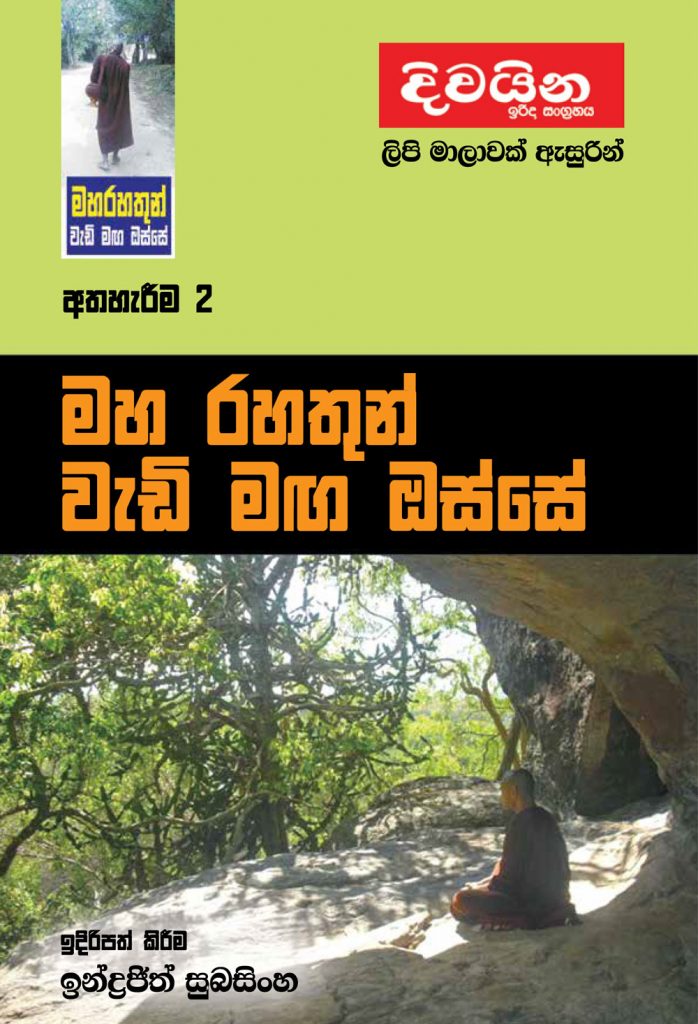 දිවයින
ඉරිදා සංග්‍රහය
ලිපි මාලාවක් ඇසුරින්
මහරහතුන්
වැඩි මඟ ඔස්සේ
අතහැරීම 2
මහ රහතුන්
වැඩි මඟ ඔස්සේ
ඉදිරිපත් කිරීම
ඉන්ද්‍රජිත් සුබසිංහ